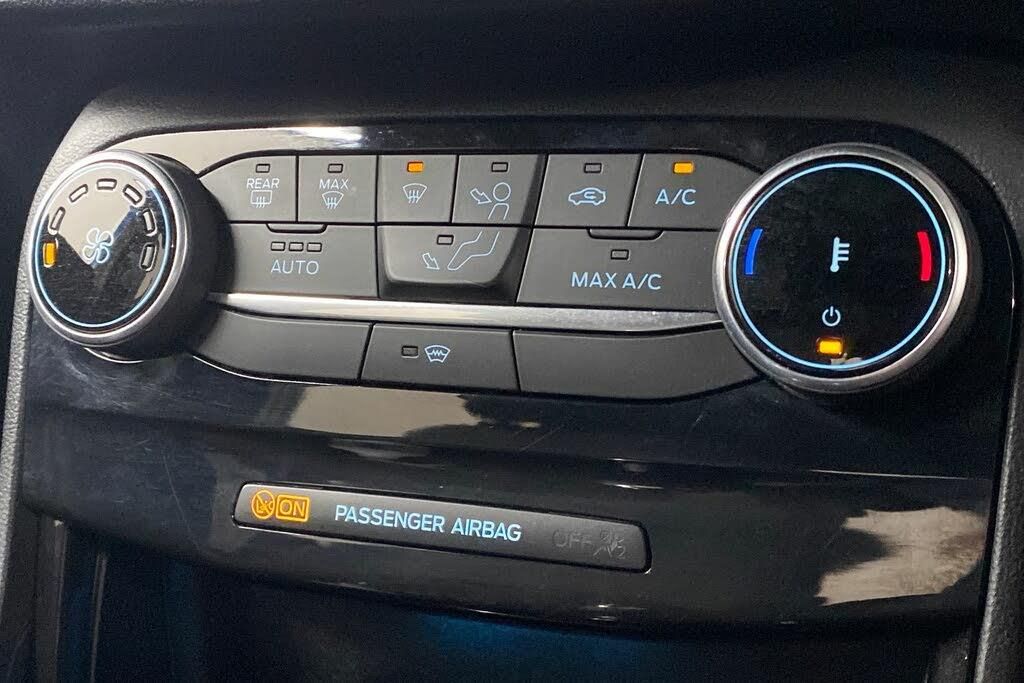 REAR
MAX
A/C
AUTO
MAX A/C
ON PASSENGER AIRBAG OFF